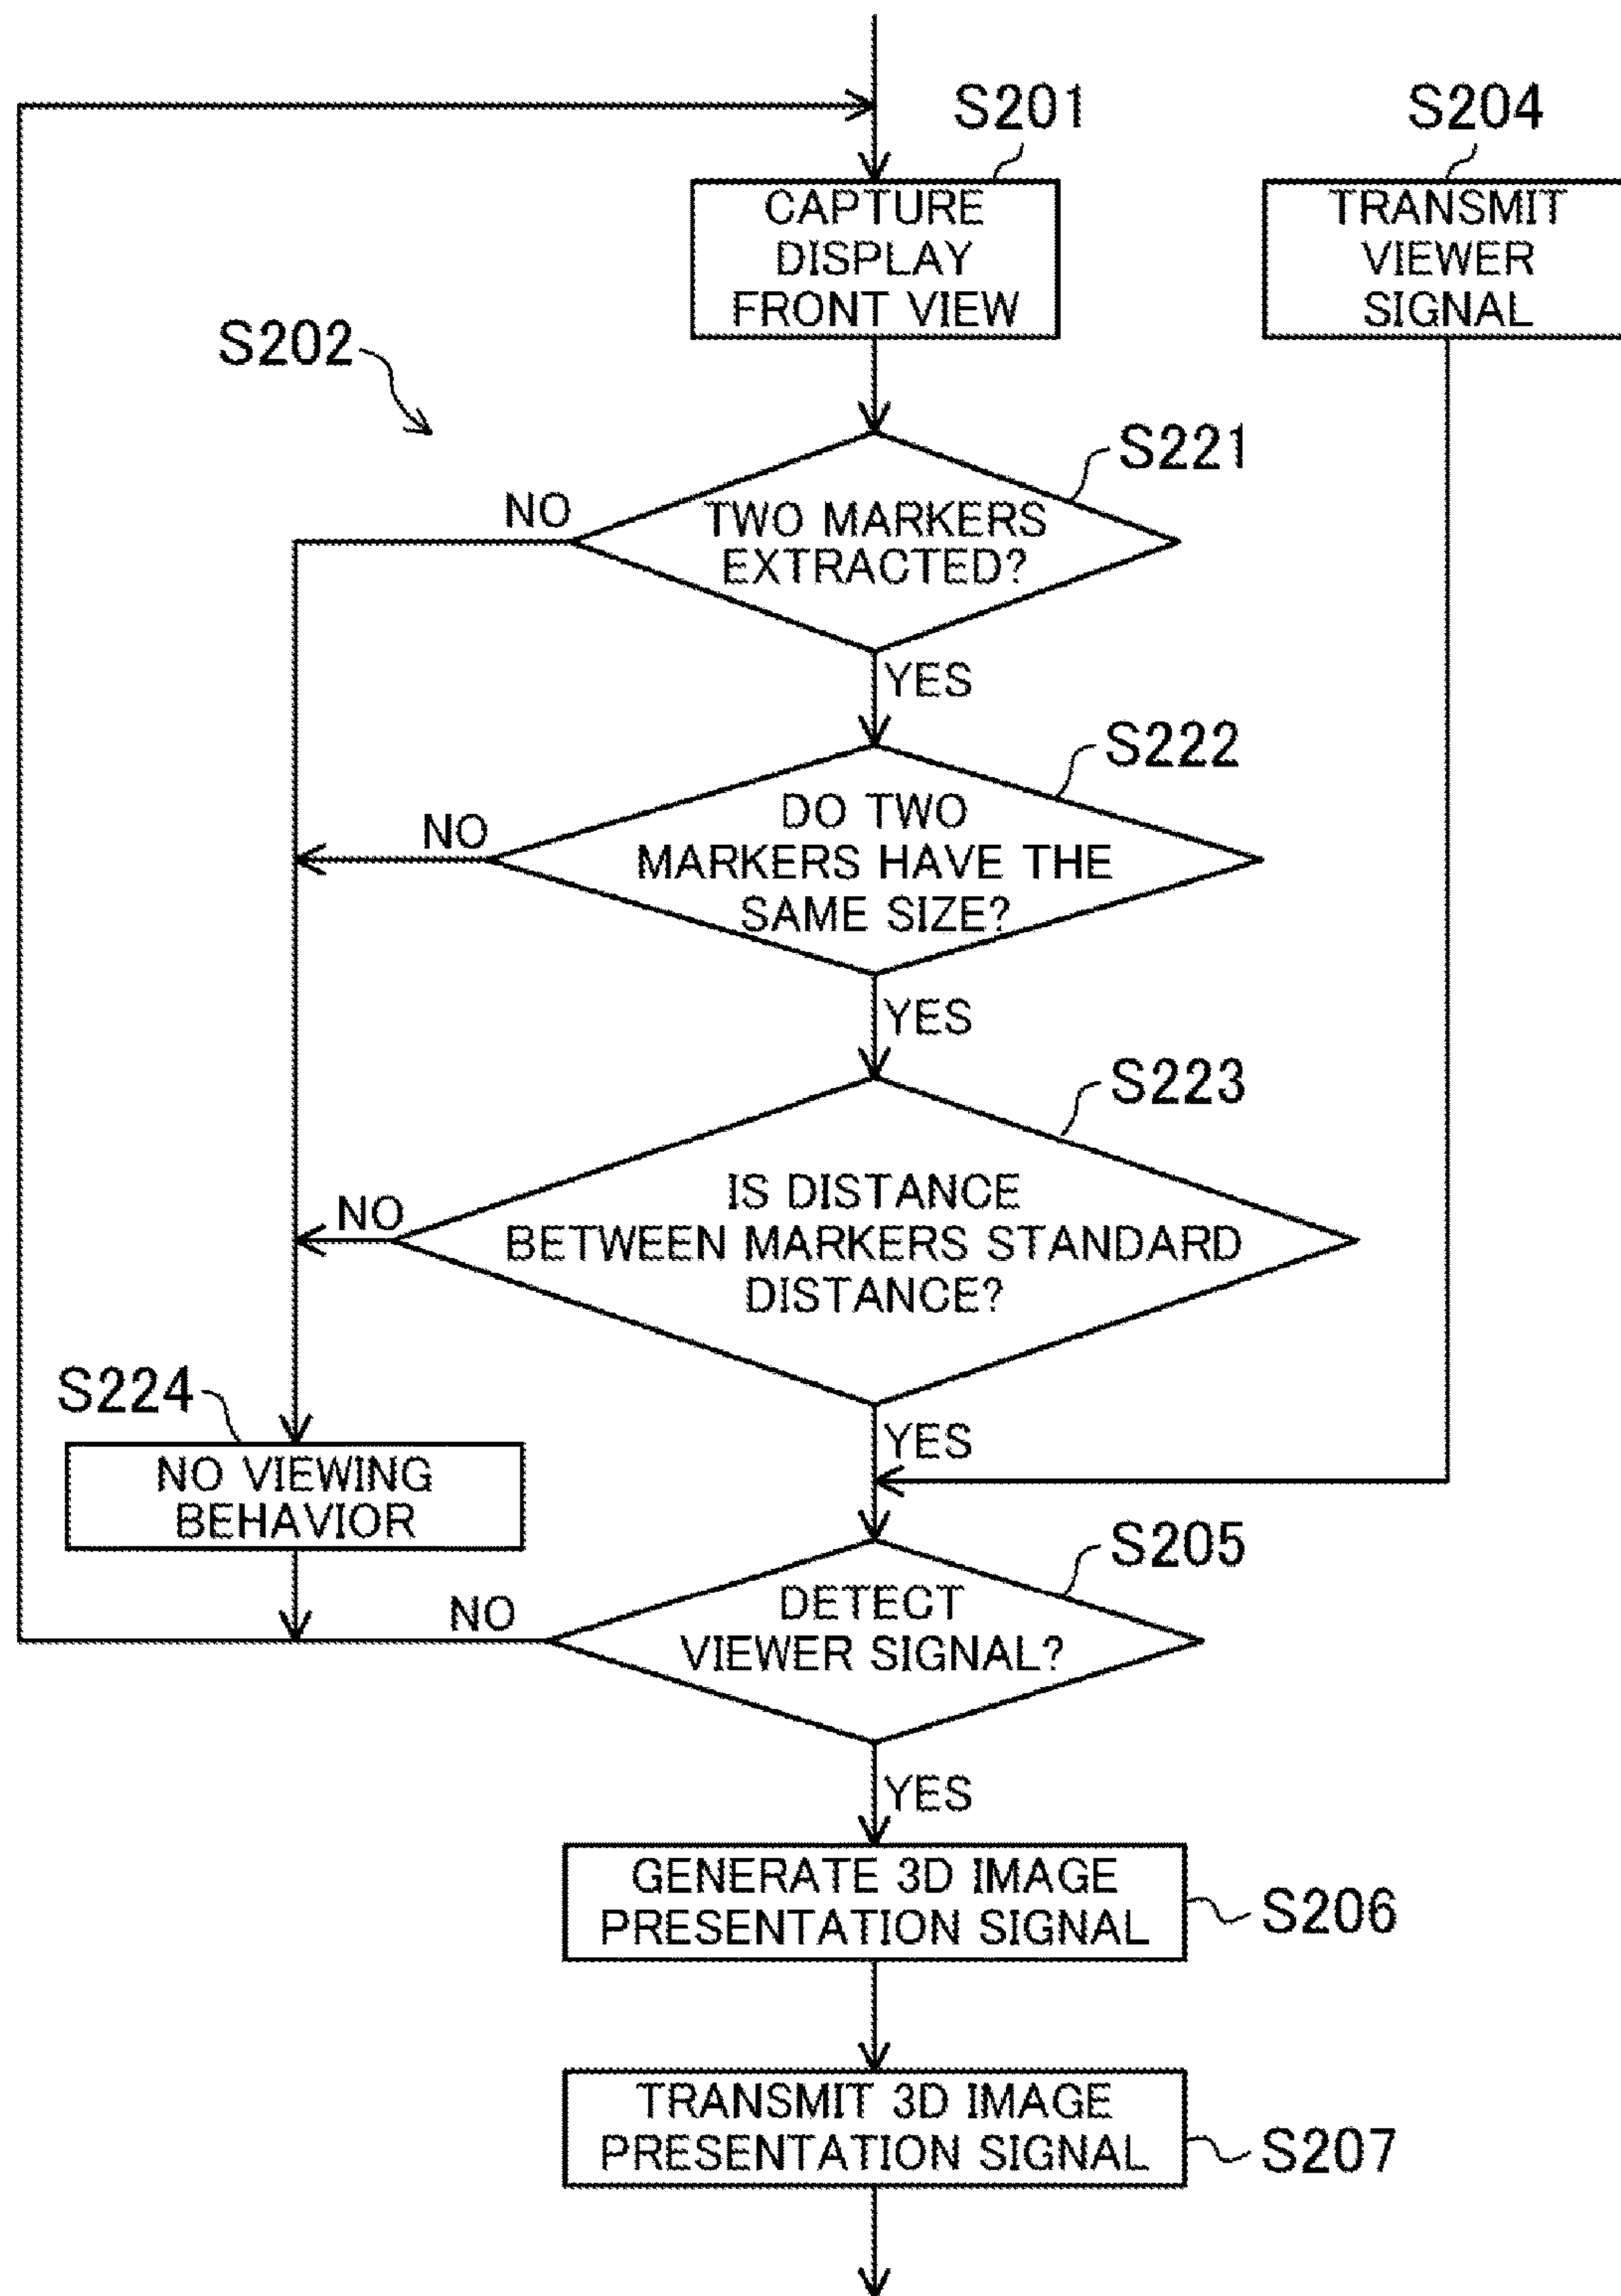 S201
S204
CAPTURE
DISPLAY
FRONT VIEW
TRANSMIT
VIEWER
SIGNAL
S202
S221
NO
TWO MARKERS
EXTRACTED?
YES
S222
NO
DO TWO
MARKERS HAVE THE
SAME SIZE?
YES
S223
NO
IS DISTANCE
BETWEEN MARKERS STANDARD
DISTANCE?
S224
YES
NO VIEWING
BEHAVIOR
S205
NO
DETECT
VIEWER SIGNAL?
YES
GENERATE 3D IMAGE
PRESENTATION SIGNAL
S206
TRANSMIT 3D IMAGE
PRESENTATION SIGNAL
S207